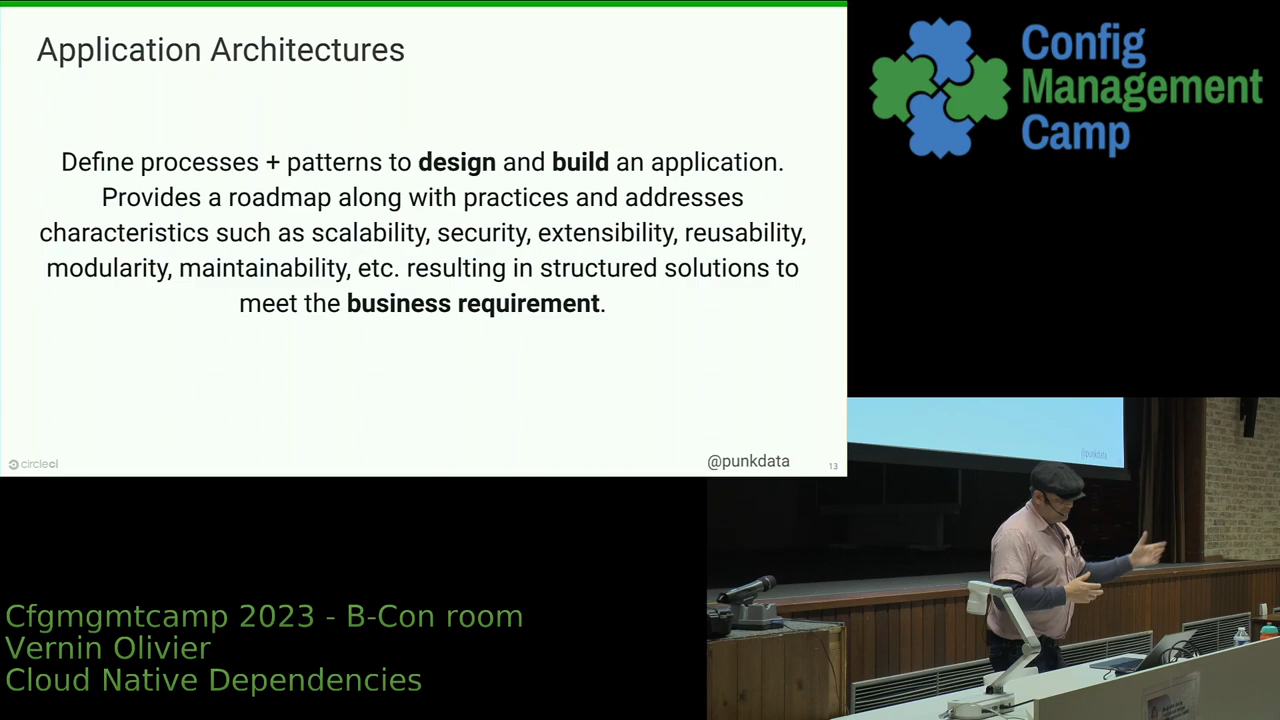 Application Architectures
Define processes + patterns to design and build an application.
Provides a roadmap along with practices and addresses
characteristics such as scalability, security, extensibility, reusability,
modularity, maintainability, etc. resulting in structured solutions to
meet the business requirement.
circleci
@punkdata
13
Config
Management
Camp
@punkdata
Cfgmgmtcamp 2023 - B-Con room
Vernin Olivier
Cloud Native Dependencies